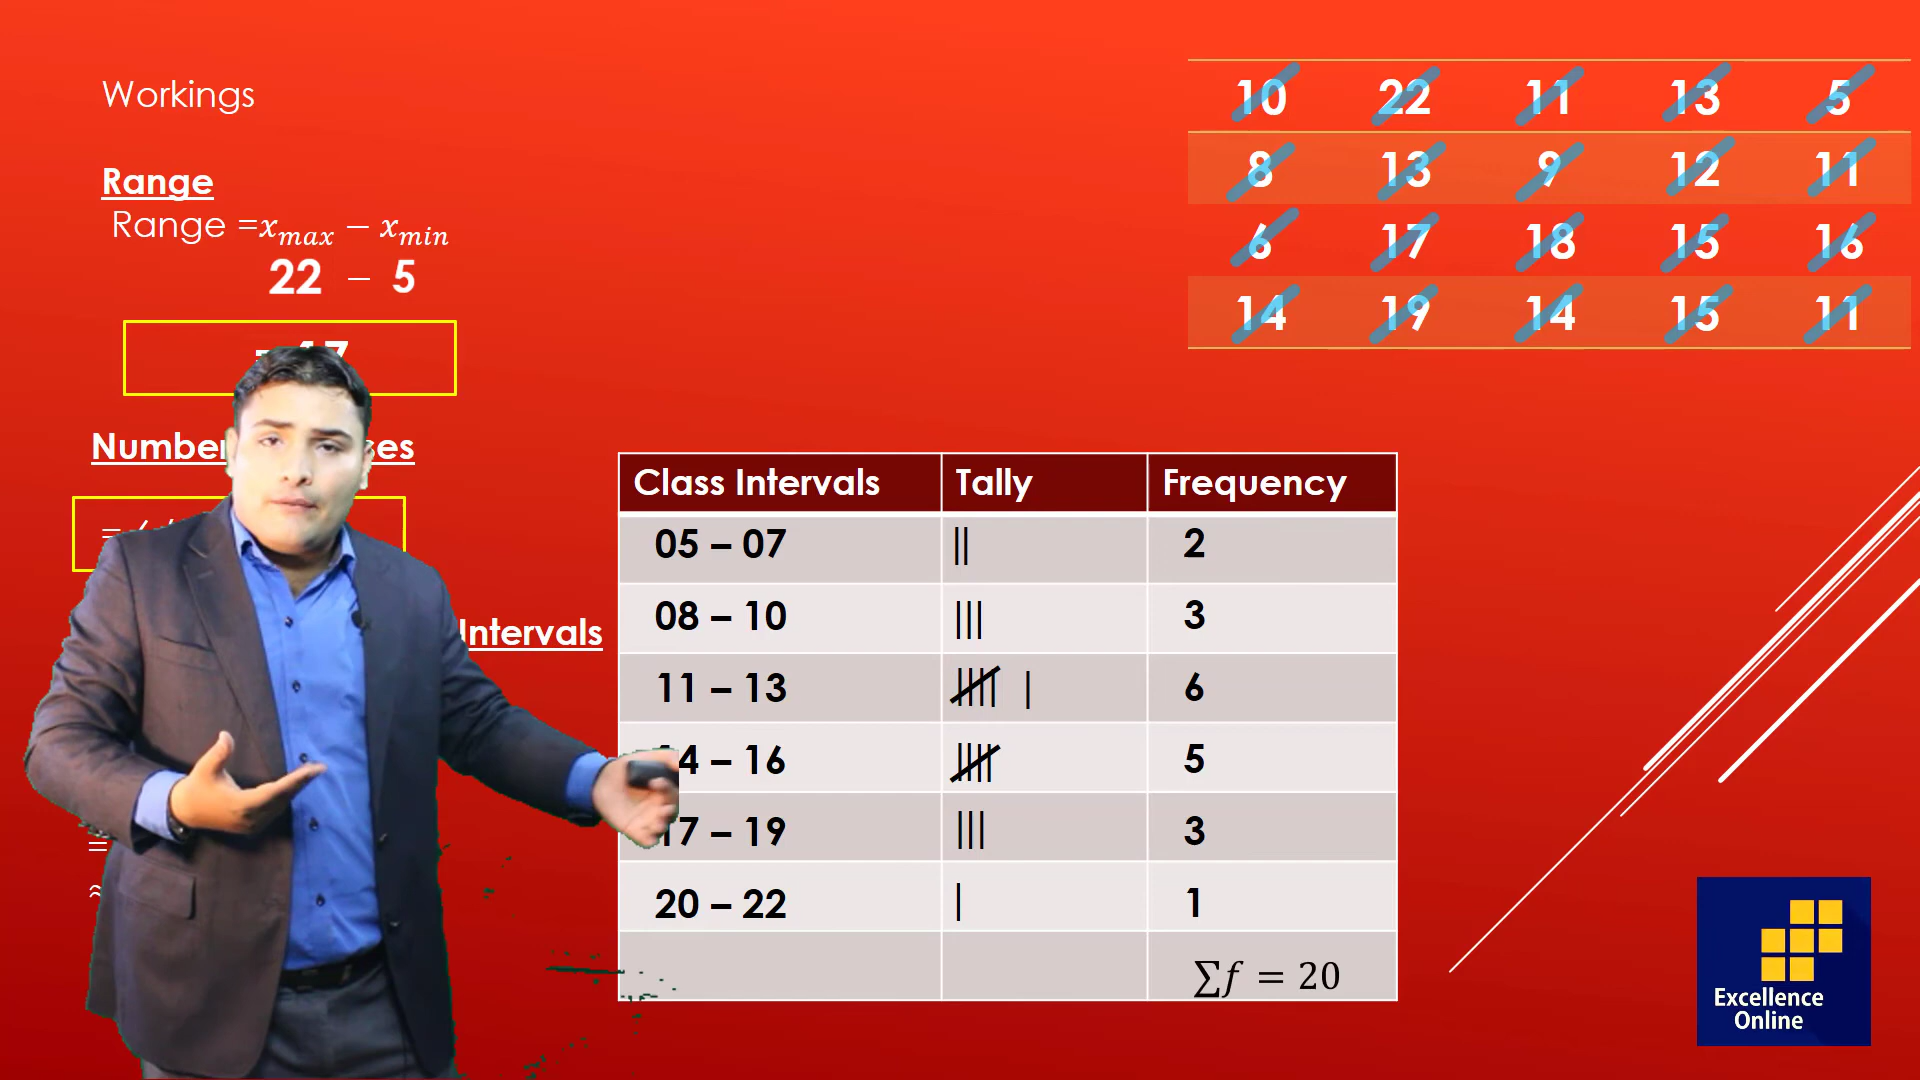 Workings
Range
Range =x_max − x_min
22 − 5
10 22 11 13 5
8 13 9 12 11
6 17 18 15 16
14 19 14 15 11
Intervals
Class Intervals Tally Frequency
05 – 07 || 2
08 – 10 ||| 3
11 – 13 |||| | 6
– 16 |||| 5
– 19 ||| 3
20 – 22 | 1
∑f = 20
Excellence
Online